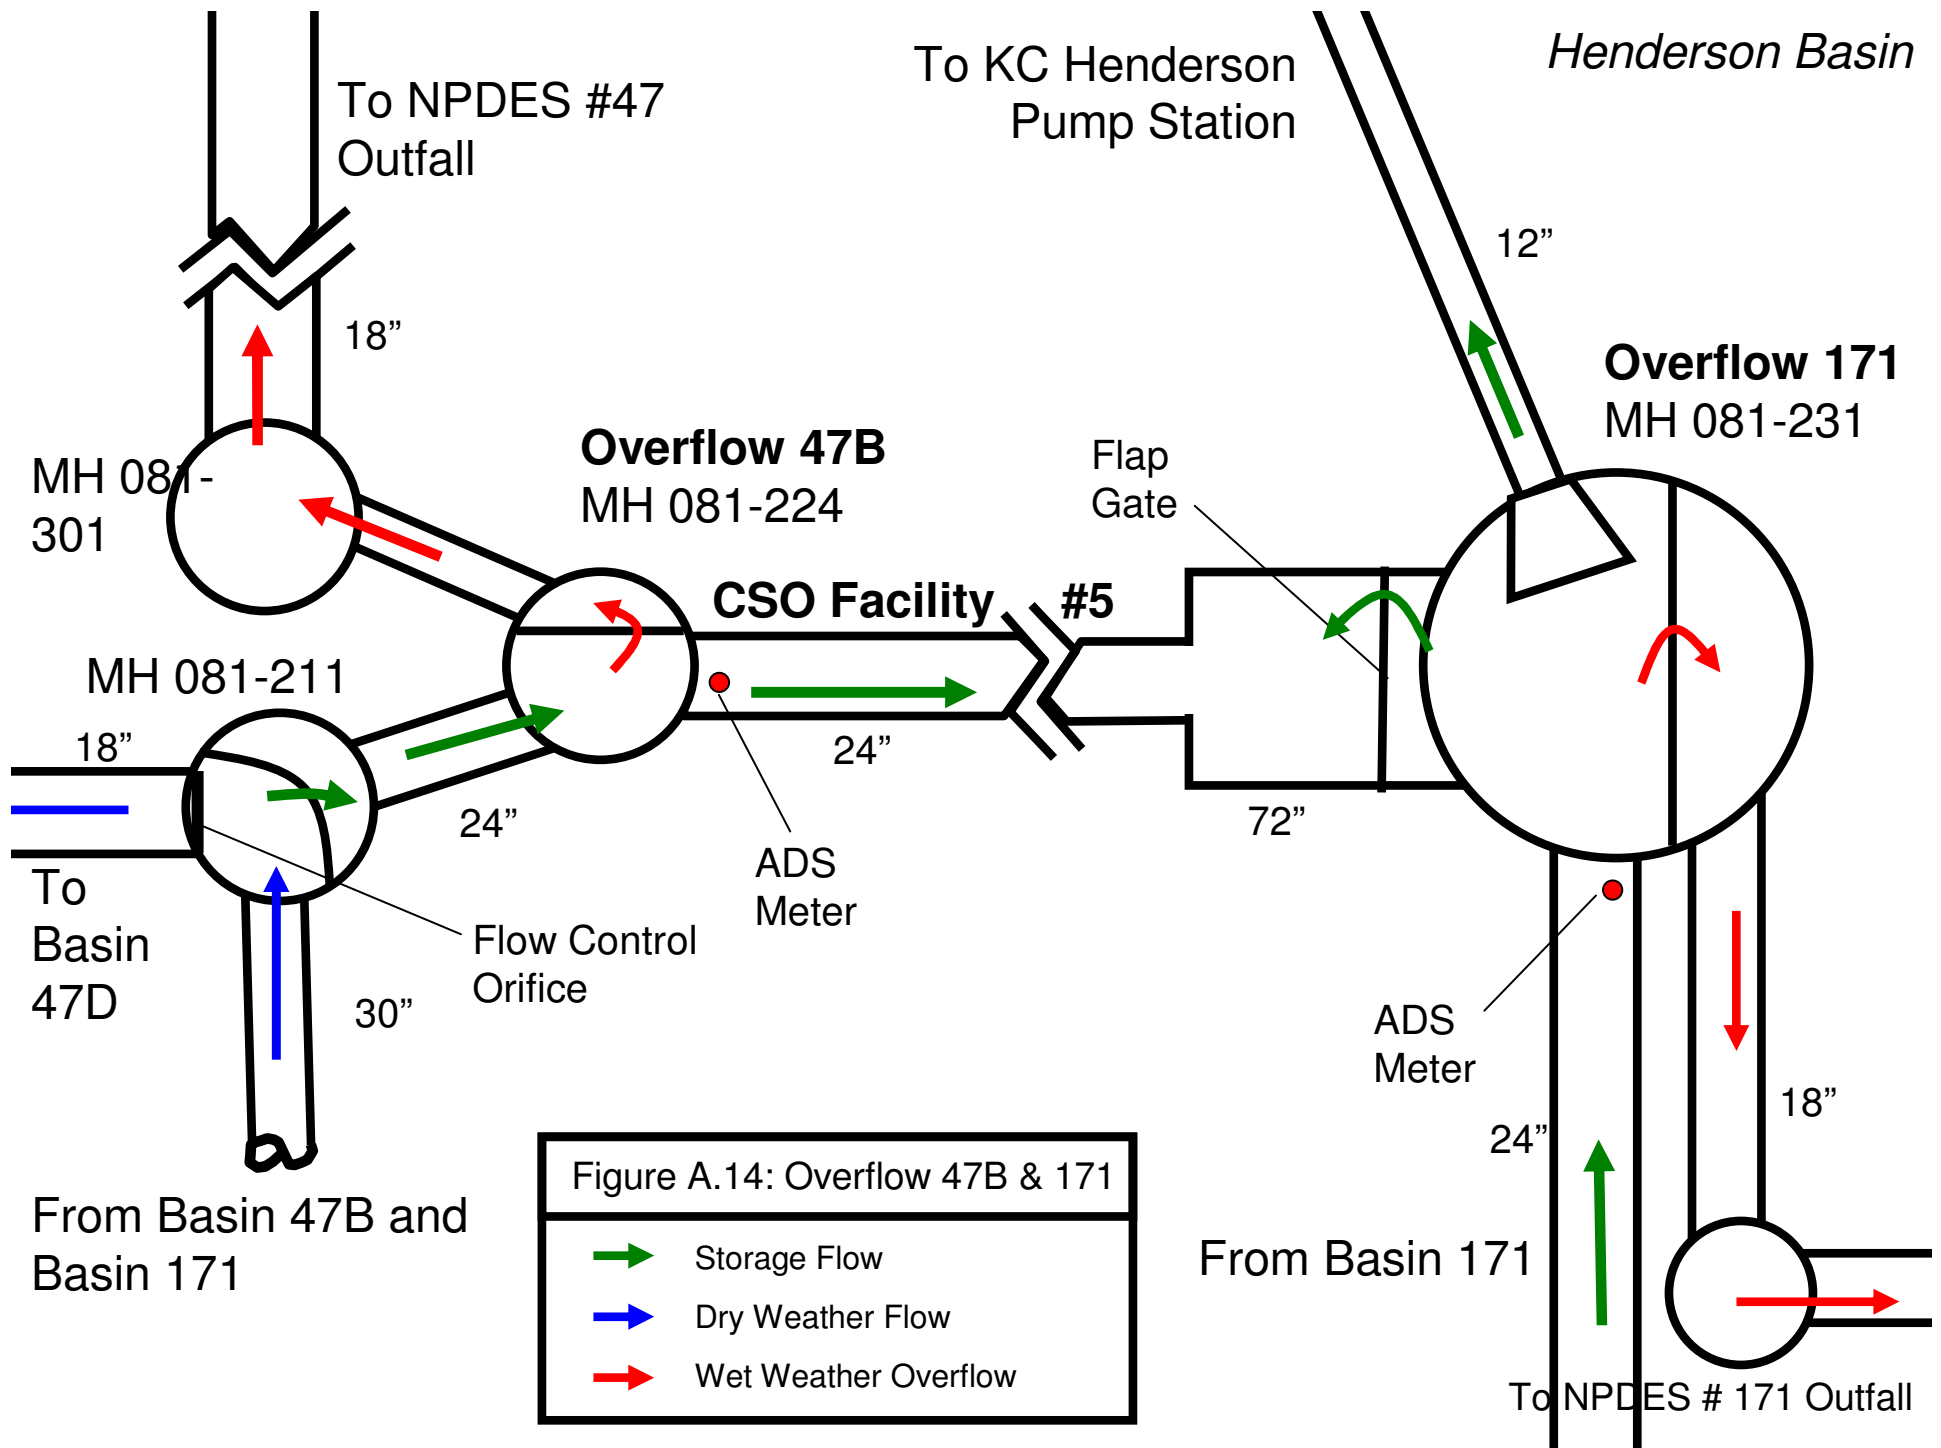 Henderson Basin
To NPDES #47
Outfall
To KC Henderson
Pump Station
12”
18”
Overflow 171
MH 081-231
Overflow 47B
MH 081-224
Flap
Gate
MH 081-
301
CSO Facility #5
MH 081-211
18”
24”
24”
72”
ADS
Meter
To
Basin
47D
Flow Control
Orifice
30”
ADS
Meter
18”
24”
From Basin 47B and
Basin 171
Figure A.14: Overflow 47B & 171
Storage Flow
Dry Weather Flow
Wet Weather Overflow
From Basin 171
To NPDES # 171 Outfall